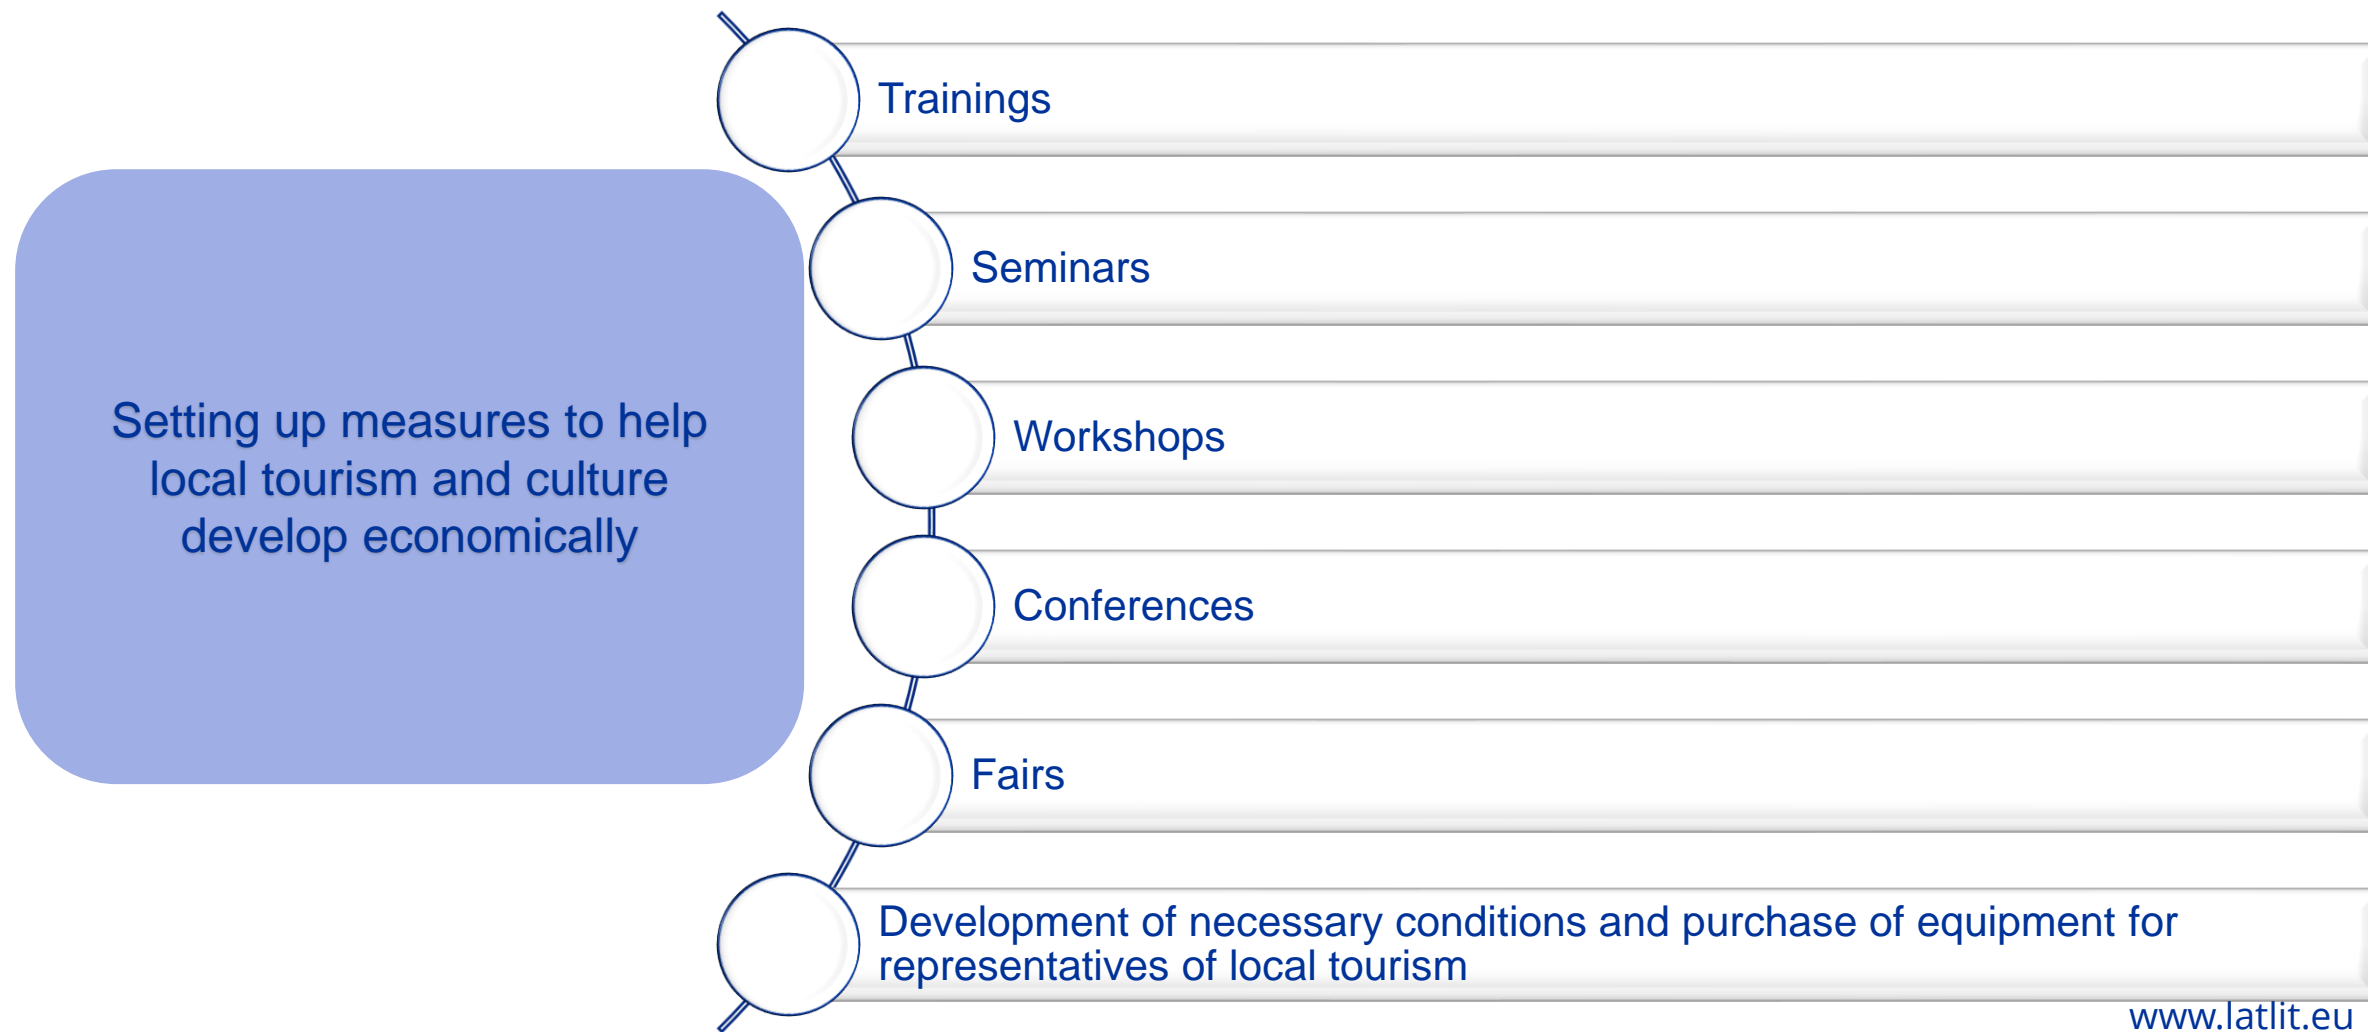 Trainings
Seminars
Setting up measures to help
local tourism and culture
develop economically
Workshops
Conferences
Fairs
Development of necessary conditions and purchase of equipment for
representatives of local tourism
www.latlit.eu